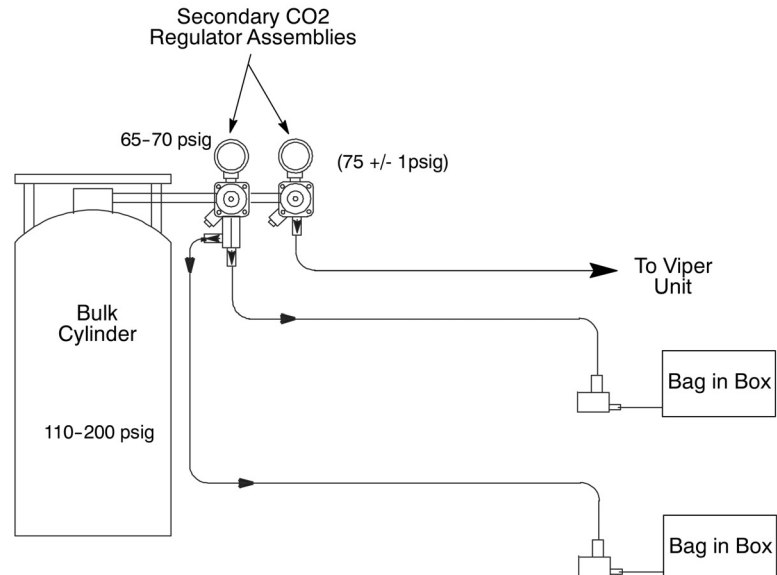 Secondary CO2
Regulator Assemblies
65-70 psig
(75 +/- 1psig)
To Viper
Unit
Bulk
Cylinder
Bag in Box
110-200 psig
Bag in Box